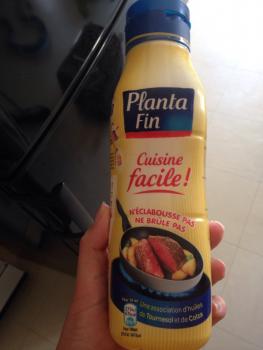 Planta
Fin
Cuisine
facile!
N'ÉCLABOUSSE PAS
NE BRÛLE PAS
Une association d'huiles
de Tournesol et de Colza